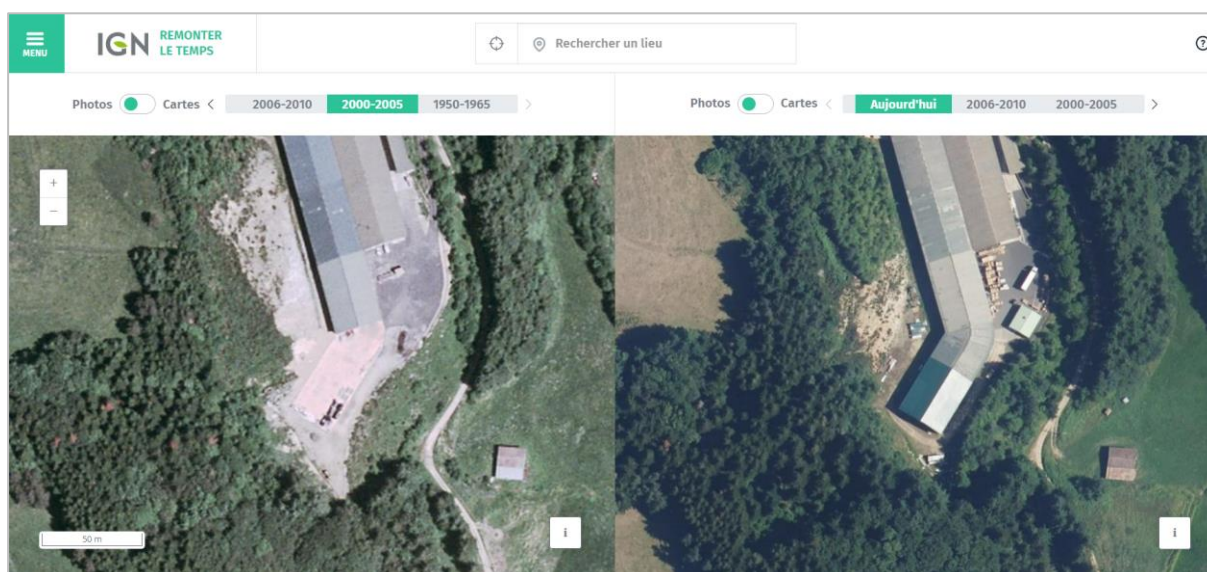 MENU
IGN REMONTER
LE TEMPS
Rechercher un lieu
?
Photos Cartes < 2006-2010 2000-2005 1950-1965 >
Photos Cartes < Aujourd'hui 2006-2010 2000-2005 >
+
−
50 m
i
i